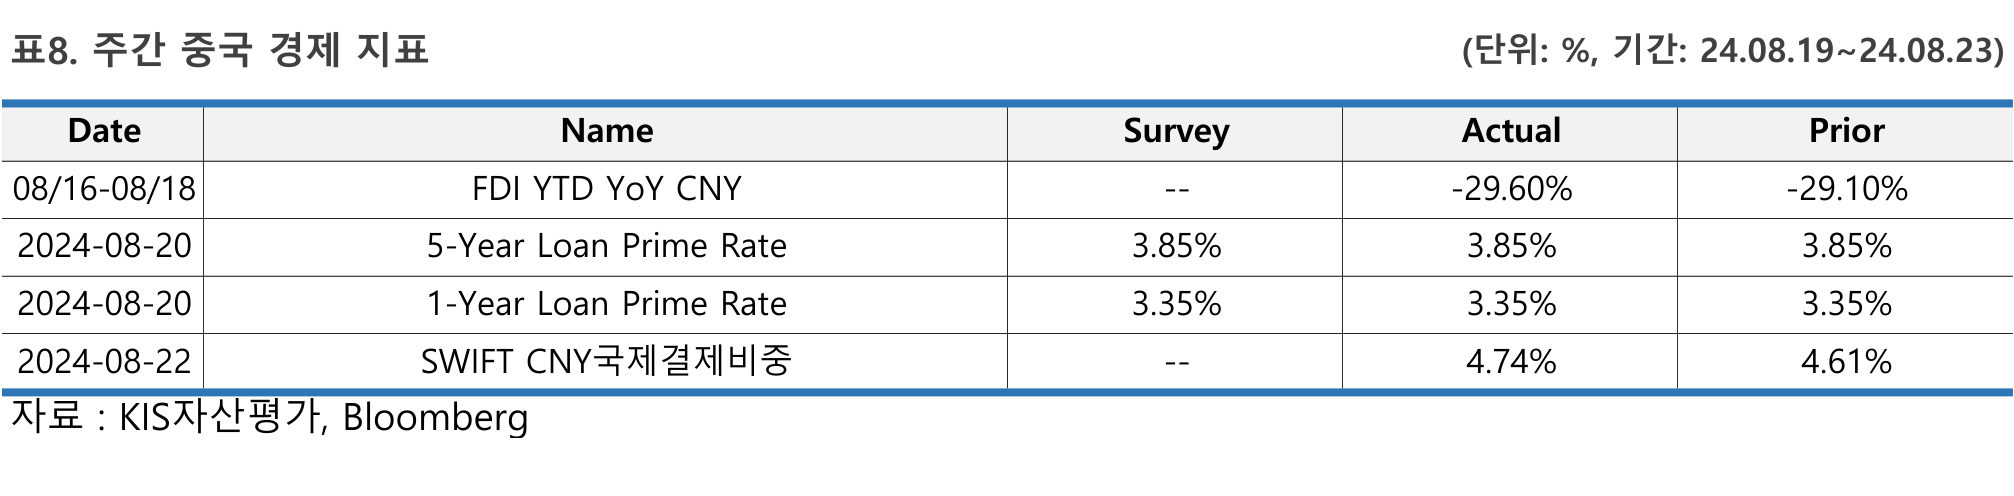 표8. 주간 중국 경제 지표 (단위: %, 기간: 24.08.19~24.08.23)
Date Name Survey Actual Prior
08/16-08/18 FDI YTD YoY CNY -- -29.60% -29.10%
2024-08-20 5-Year Loan Prime Rate 3.85% 3.85% 3.85%
2024-08-20 1-Year Loan Prime Rate 3.35% 3.35% 3.35%
2024-08-22 SWIFT CNY국제결제비중 -- 4.74% 4.61%
자료 : KIS자산평가, Bloomberg